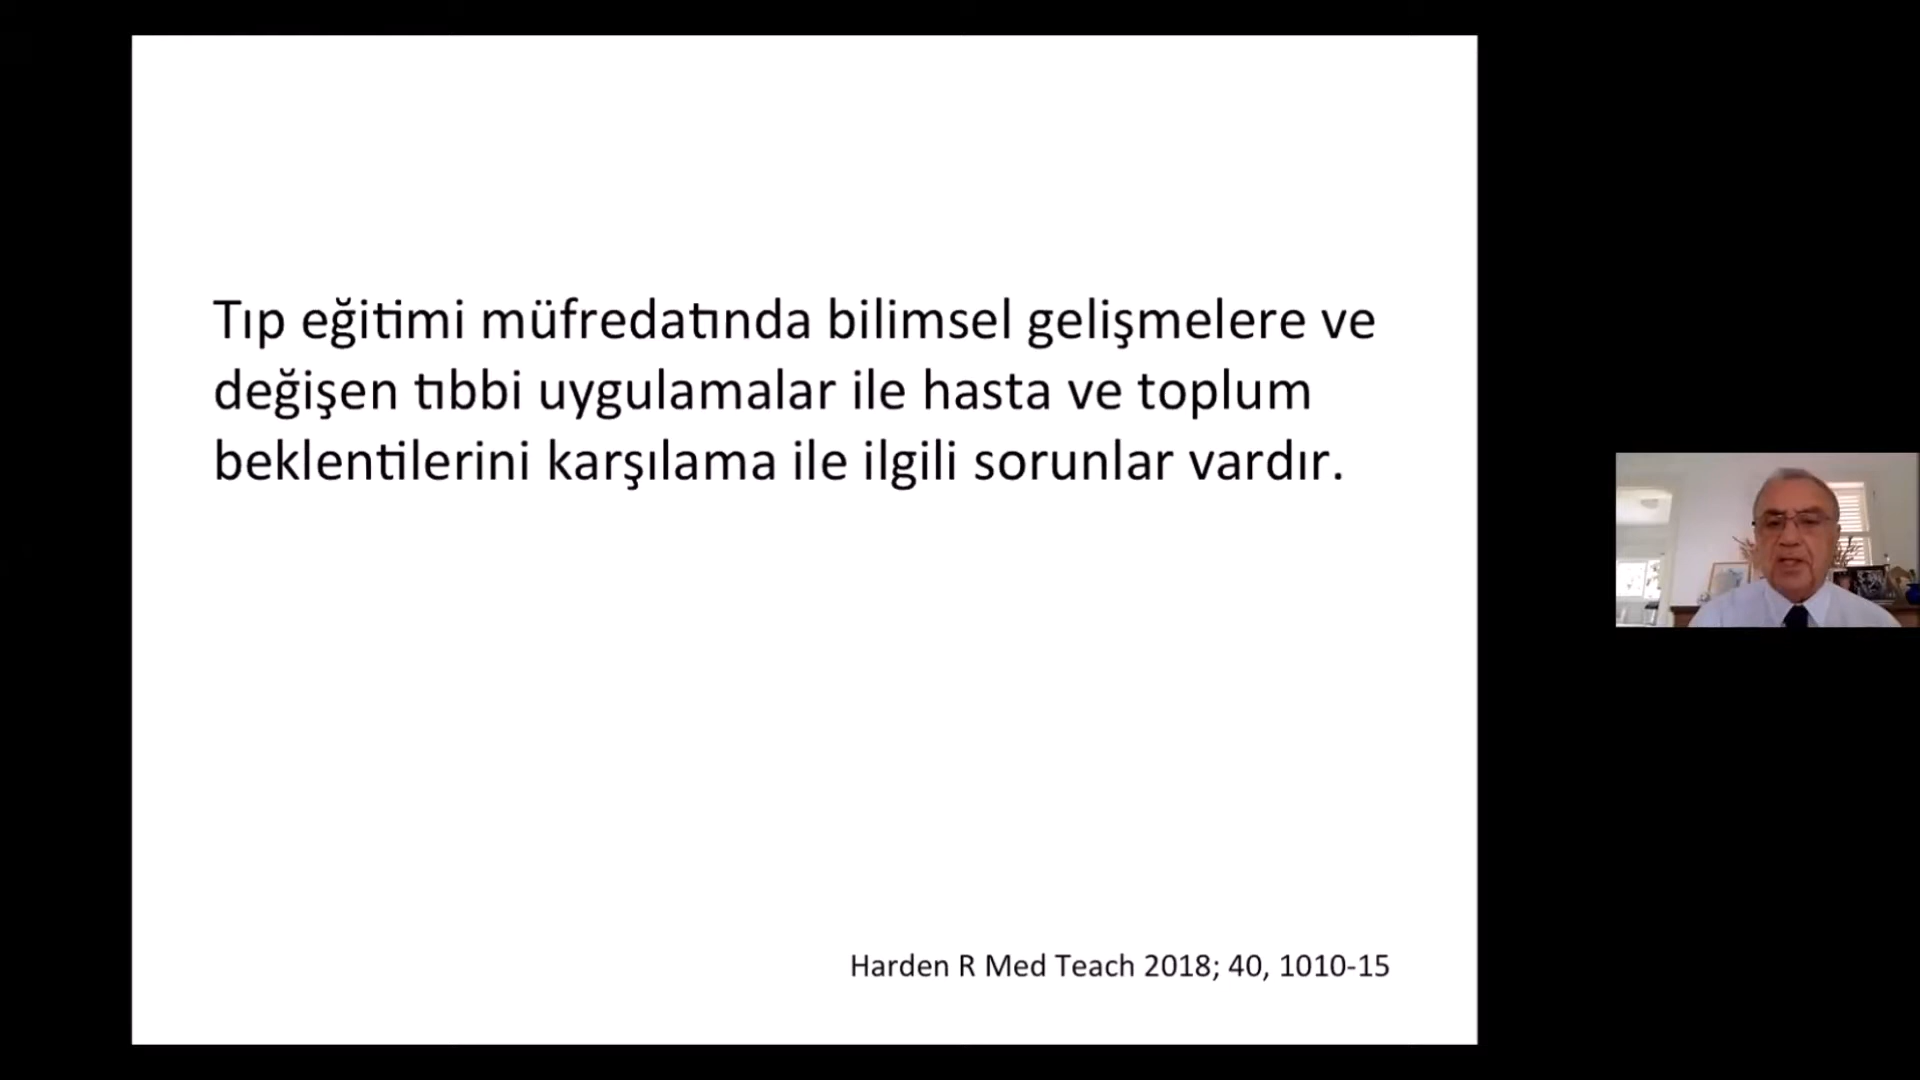 Tıp eğitimi müfredatında bilimsel gelişmelere ve
değişen tıbbi uygulamalar ile hasta ve toplum
beklentilerini karşılama ile ilgili sorunlar vardır.
Harden R Med Teach 2018; 40, 1010-15